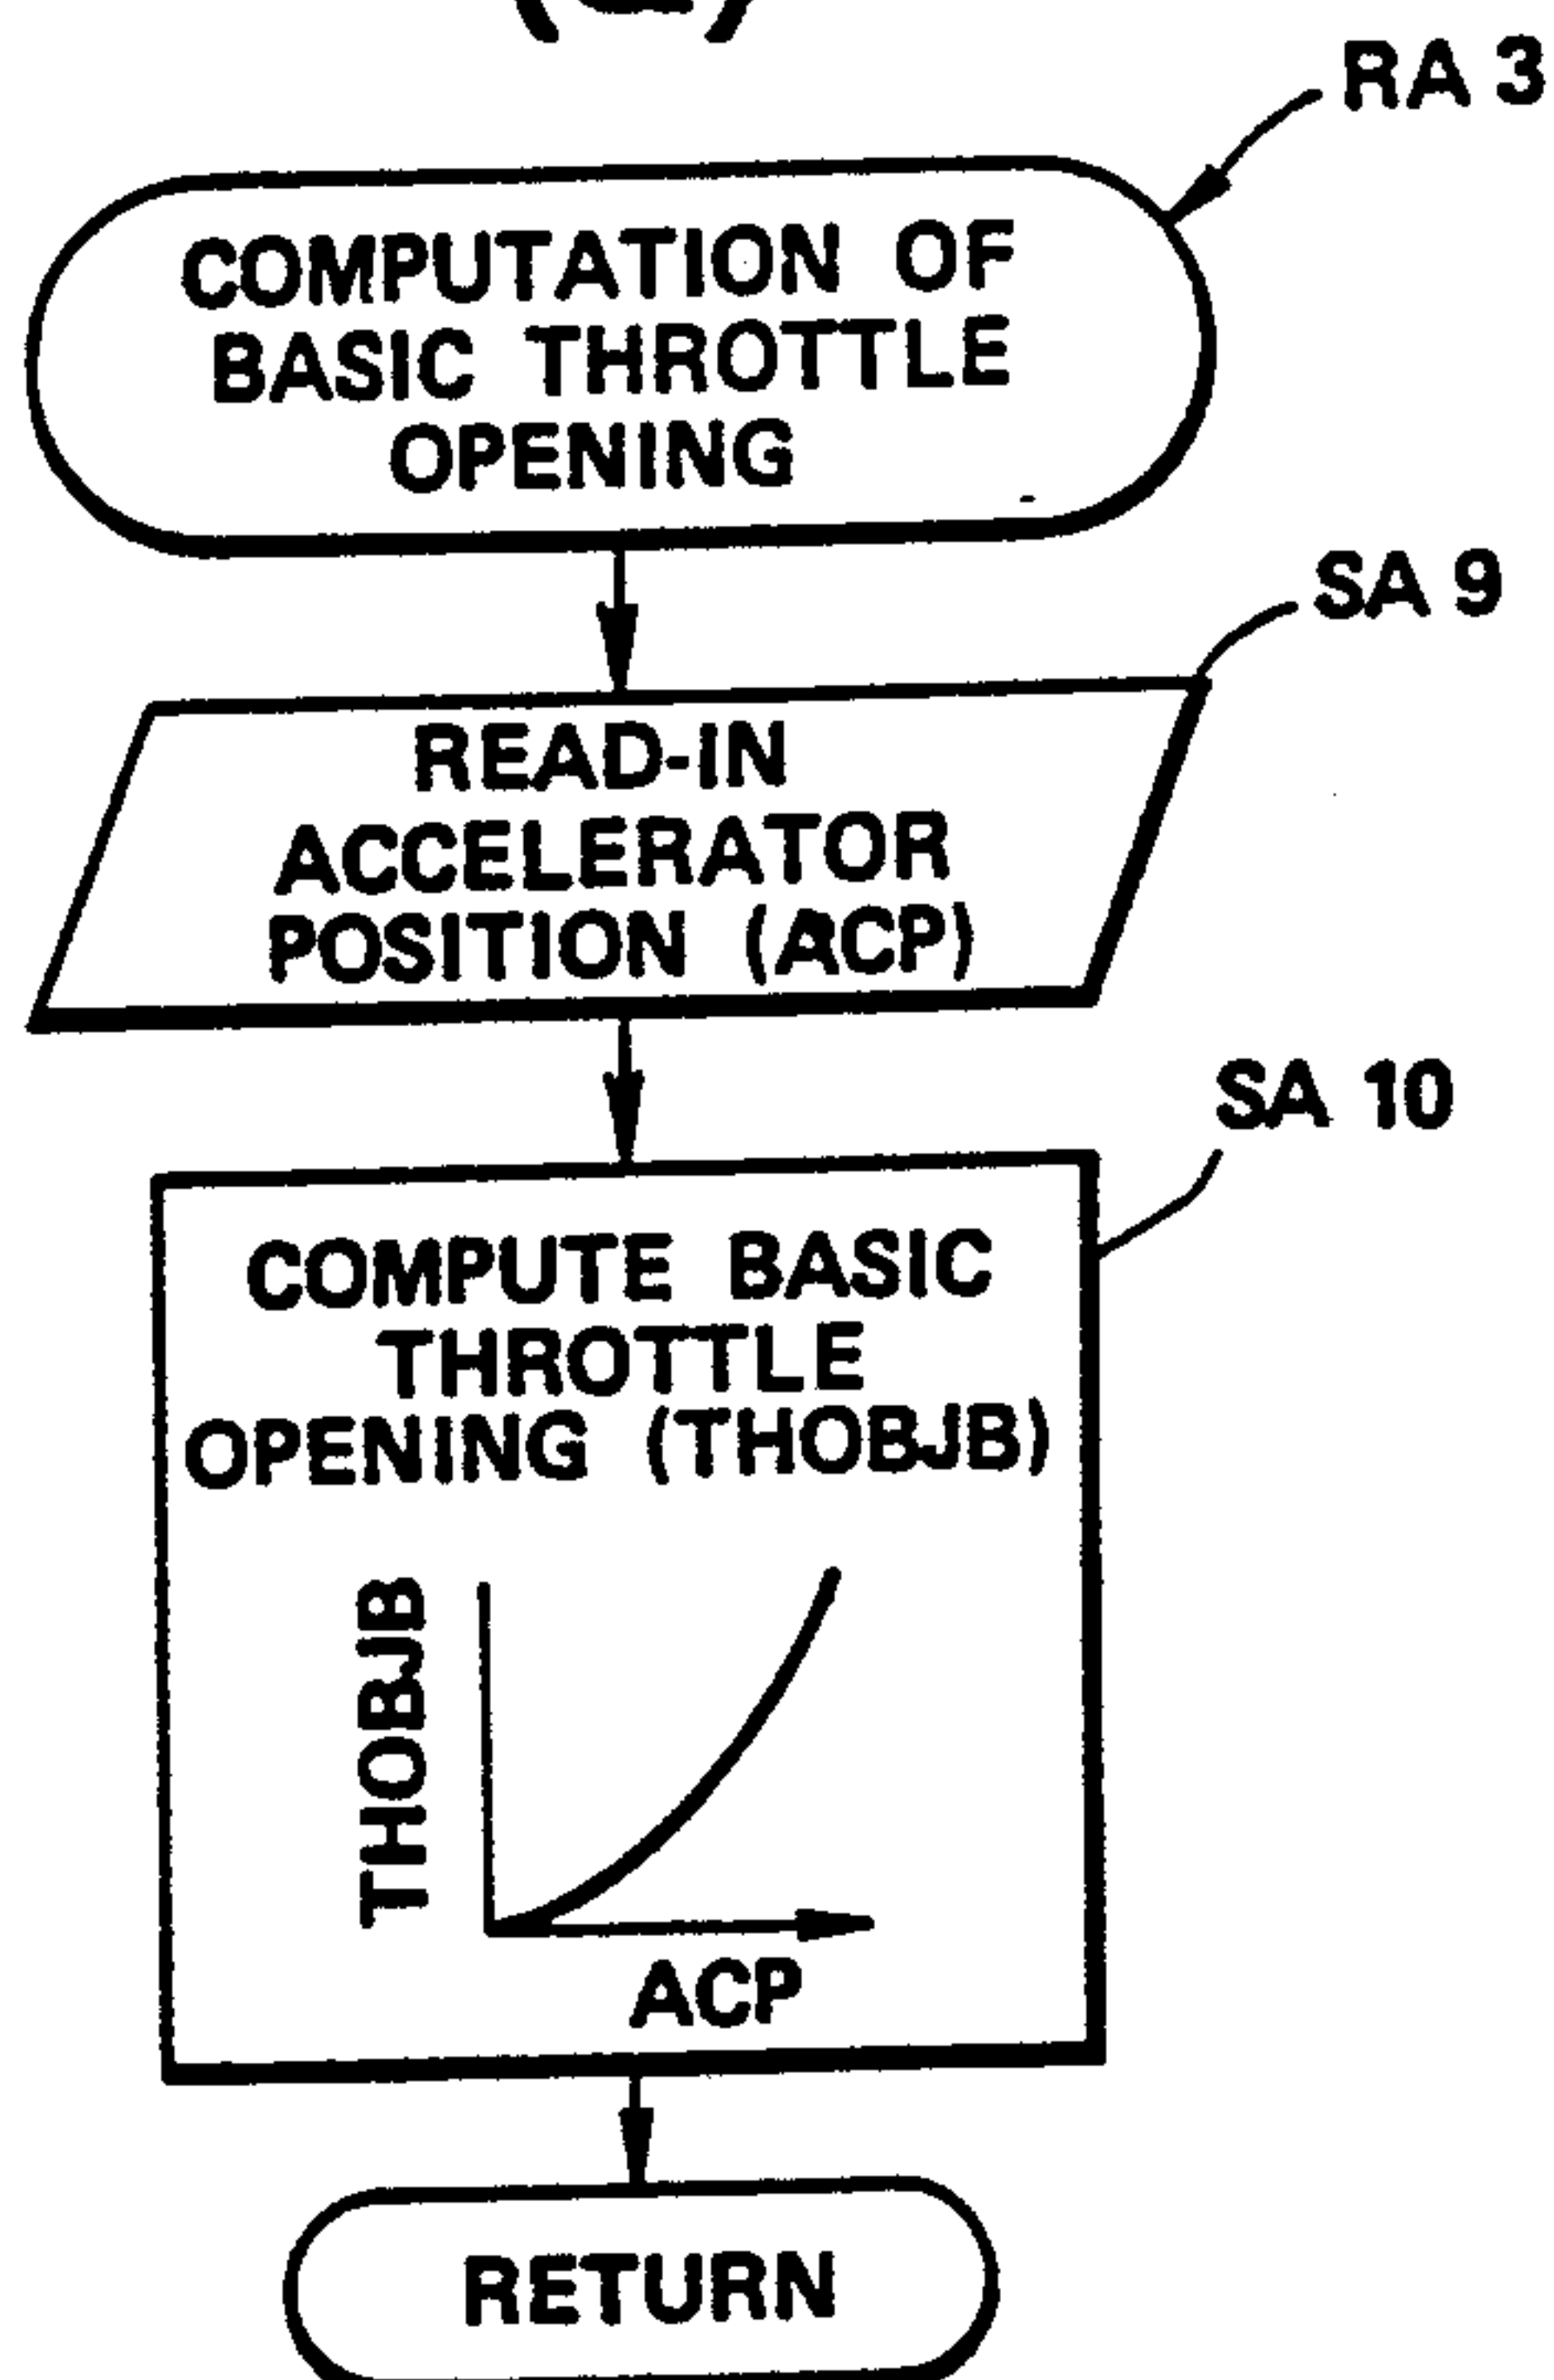 RA 3
COMPUTATION OF
BASIC THROTTLE
OPENING
SA 9
READ-IN
ACCELERATOR
POSITION (ACP)
SA 10
COMPUTE BASIC
THROTTLE
OPENING (THOBJB)
THOBJB
ACP
RETURN